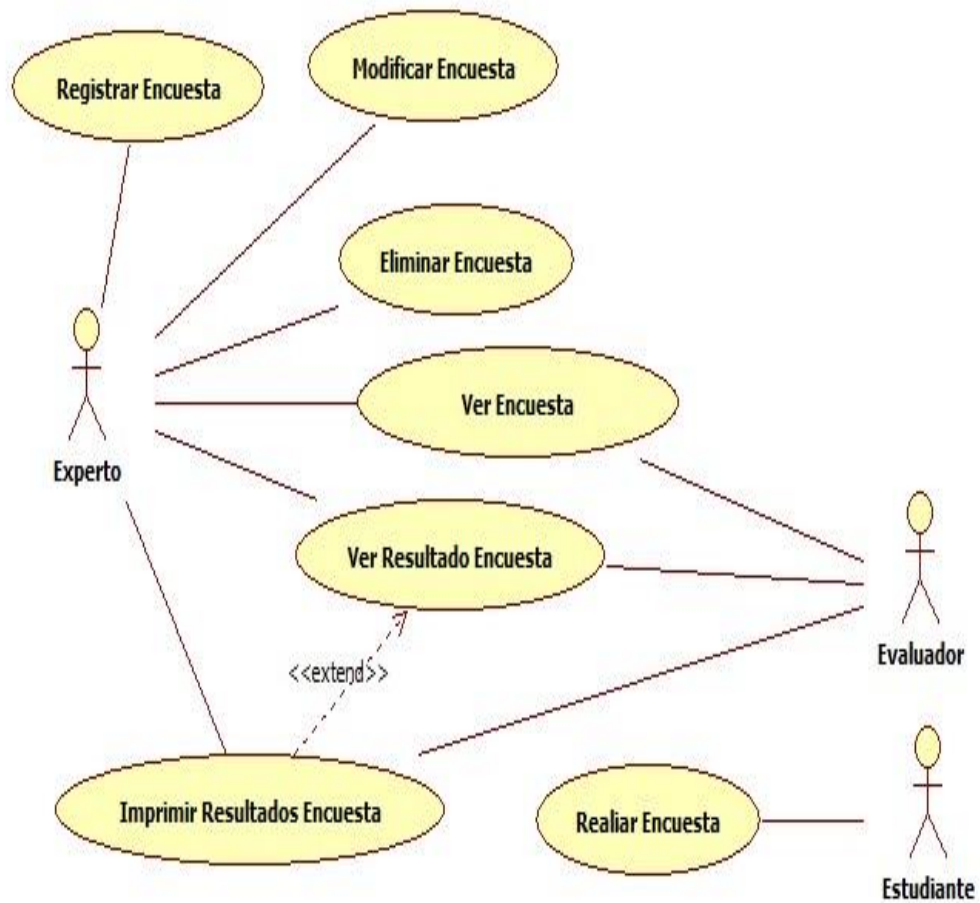 Modificar Encuesta
Registrar Encuesta
Eliminar Encuesta
Ver Encuesta
Experto
Ver Resultado Encuesta
Evaluador
<<extend>>
Imprimir Resultados Encuesta
Realiar Encuesta
Estudiante